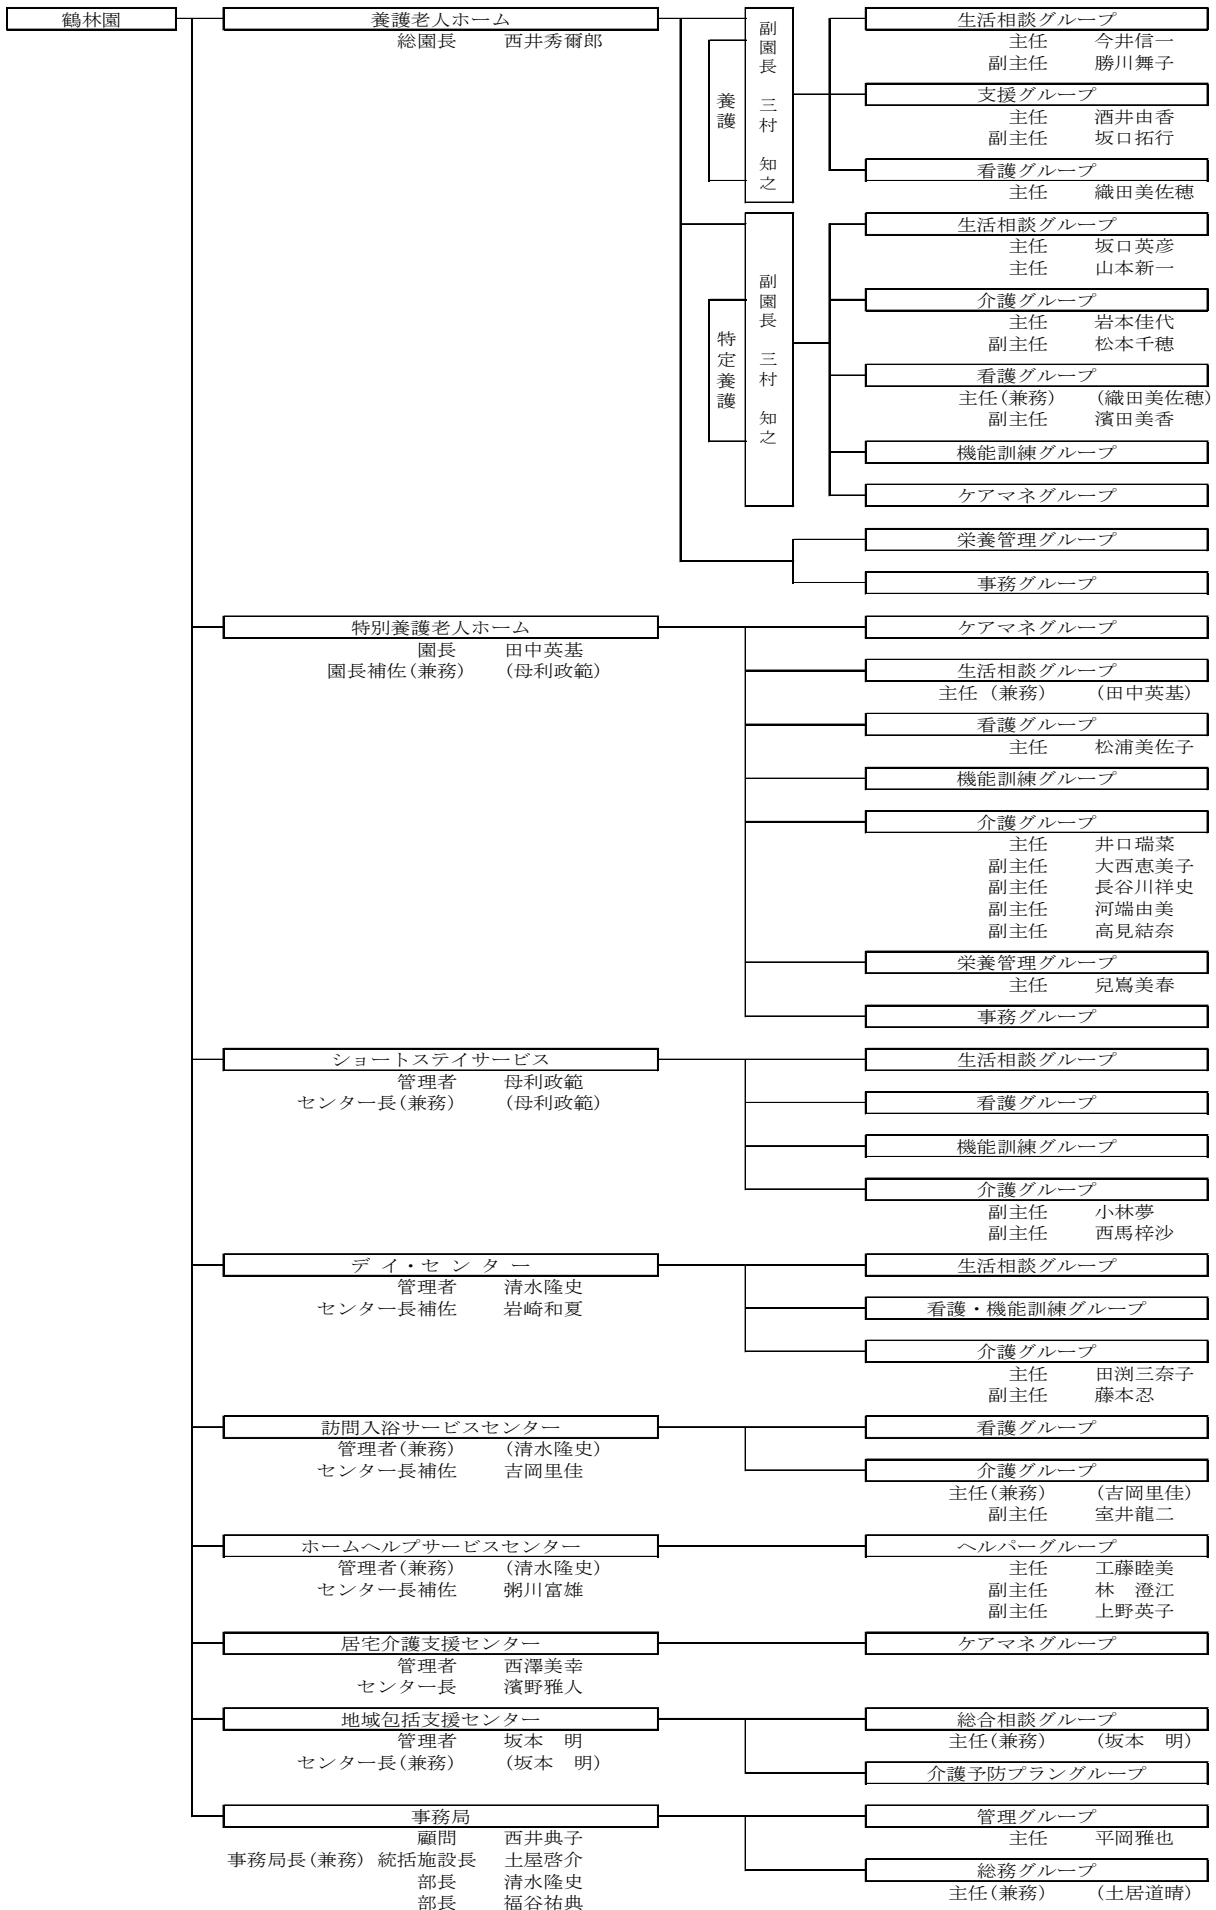 鶴林園
養護老人ホーム
総園長 西井秀爾郎
養護
副園長 三村 知之
生活相談グループ
主任 今井信一
副主任 勝川舞子
支援グループ
主任 酒井由香
副主任 坂口拓行
看護グループ
主任 織田美佐穂
特定養護
副園長 三村 知之
生活相談グループ
主任 坂口英彦
主任 山本新一
介護グループ
主任 岩本佳代
副主任 松本千穂
看護グループ
主任(兼務) (織田美佐穂)
副主任 濱田美香
機能訓練グループ
ケアマネグループ
栄養管理グループ
事務グループ
特別養護老人ホーム
園長 田中英基
園長補佐(兼務) (母利政範)
ケアマネグループ
生活相談グループ
主任 (兼務) (田中英基)
看護グループ
主任 松浦美佐子
機能訓練グループ
介護グループ
主任 井口瑞菜
副主任 大西恵美子
副主任 長谷川祥史
副主任 河端由美
副主任 高見結奈
栄養管理グループ
主任 兒嶌美春
事務グループ
ショートステイサービス
管理者 母利政範
センター長(兼務) (母利政範)
生活相談グループ
看護グループ
機能訓練グループ
介護グループ
副主任 小林夢
副主任 西馬梓沙
デイ・センター
管理者 清水隆史
センター長補佐 岩崎和夏
生活相談グループ
看護・機能訓練グループ
介護グループ
主任 田渕三奈子
副主任 藤本忍
訪問入浴サービスセンター
管理者(兼務) (清水隆史)
センター長補佐 吉岡里佳
看護グループ
介護グループ
主任(兼務) (吉岡里佳)
副主任 室井龍二
ホームヘルプサービスセンター
管理者(兼務) (清水隆史)
センター長補佐 粥川富雄
ヘルパーグループ
主任 工藤睦美
副主任 林 澄江
副主任 上野英子
居宅介護支援センター
管理者 西澤美幸
センター長 濱野雅人
ケアマネグループ
地域包括支援センター
管理者 坂本 明
センター長(兼務) (坂本 明)
総合相談グループ
主任(兼務) (坂本 明)
介護予防プラングループ
事務局
顧問 西井典子
事務局長(兼務) 統括施設長 土屋啓介
部長 清水隆史
部長 福谷祐典
管理グループ
主任 平岡雅也
総務グループ
主任(兼務) (土居道晴)